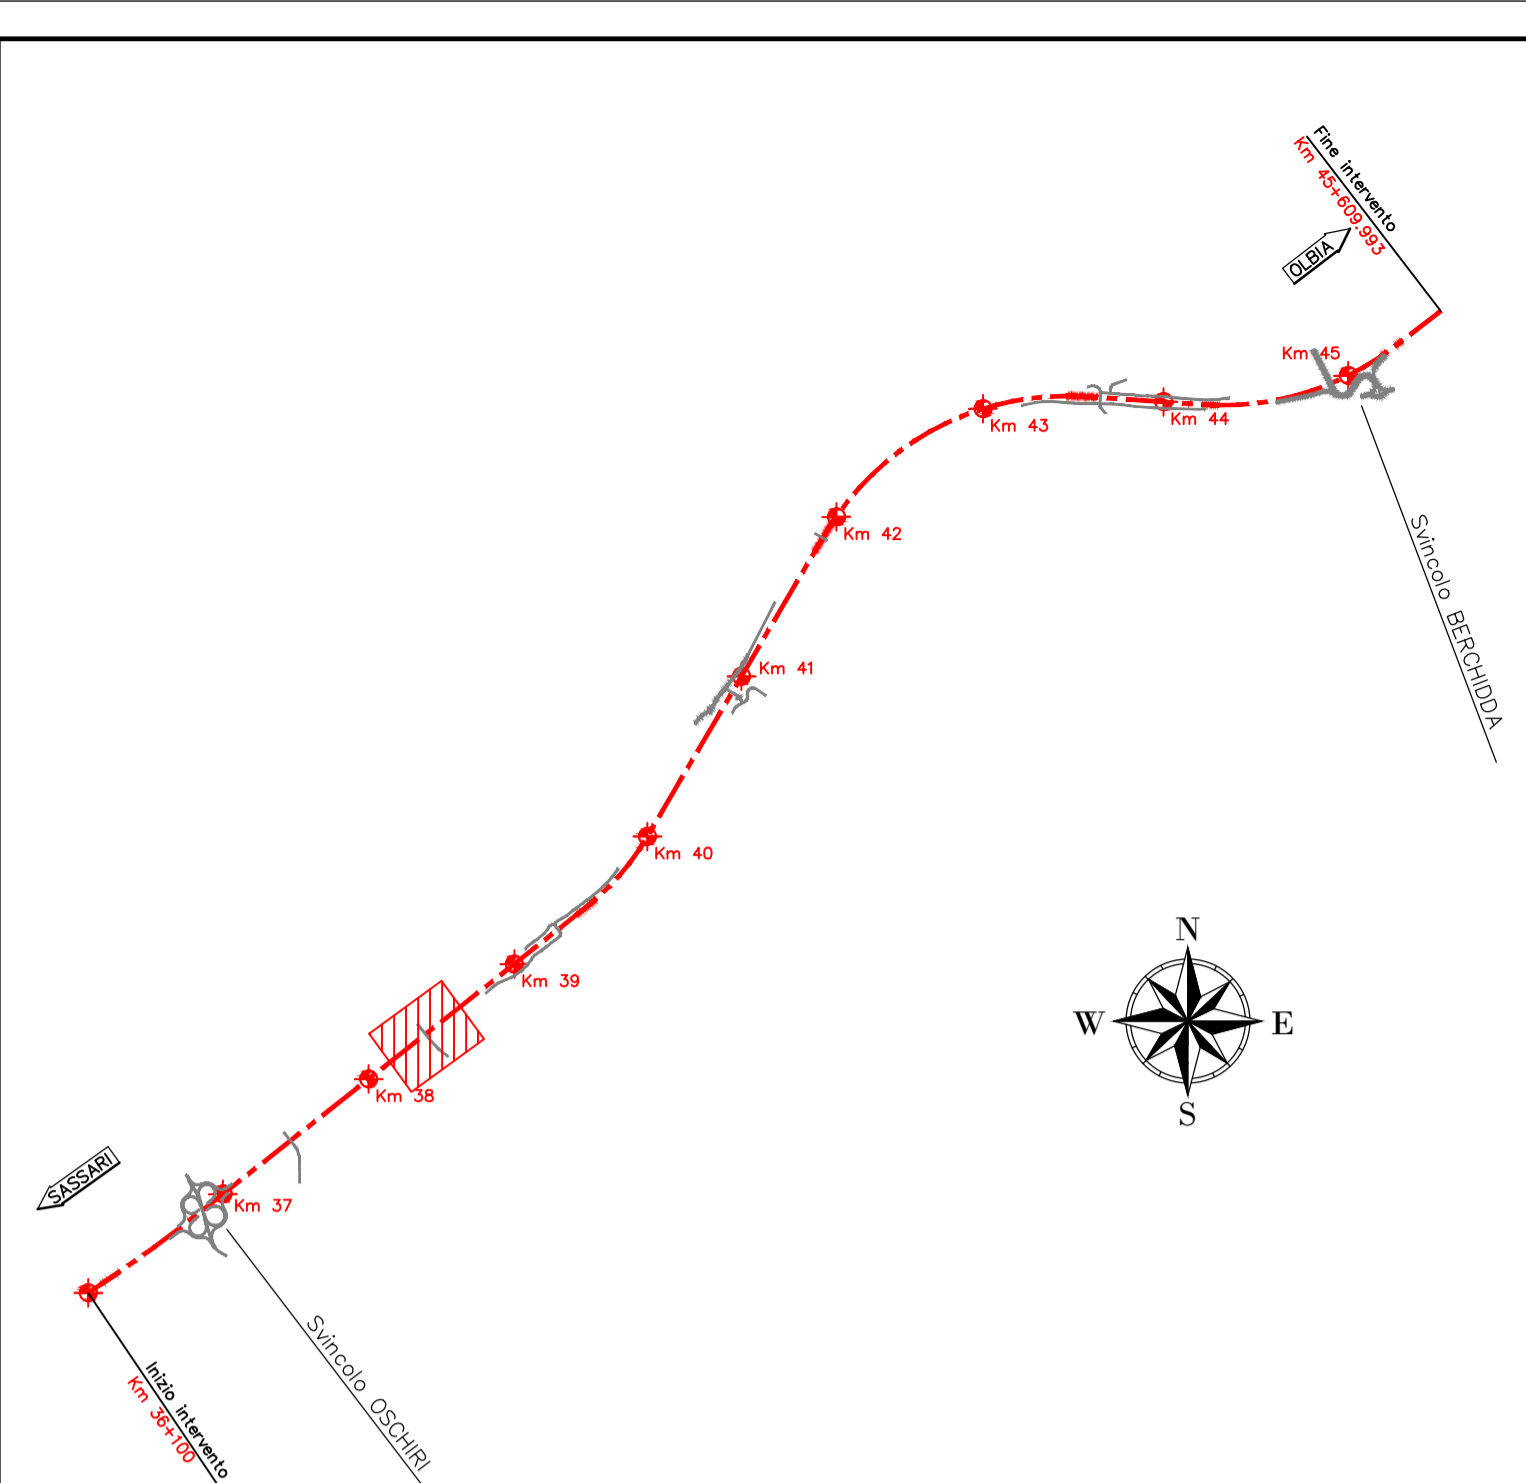 Fine intervento
Km 45+609.993
OLBIA
Km 45
Km 43
Km 44
Km 42
Svincolo BERCHIDDA
Km 41
Km 40
N
W
E
S
Km 39
Km 38
SASSARI
Km 37
Svincolo OSCHIRI
Inizio intervento
Km 36+100